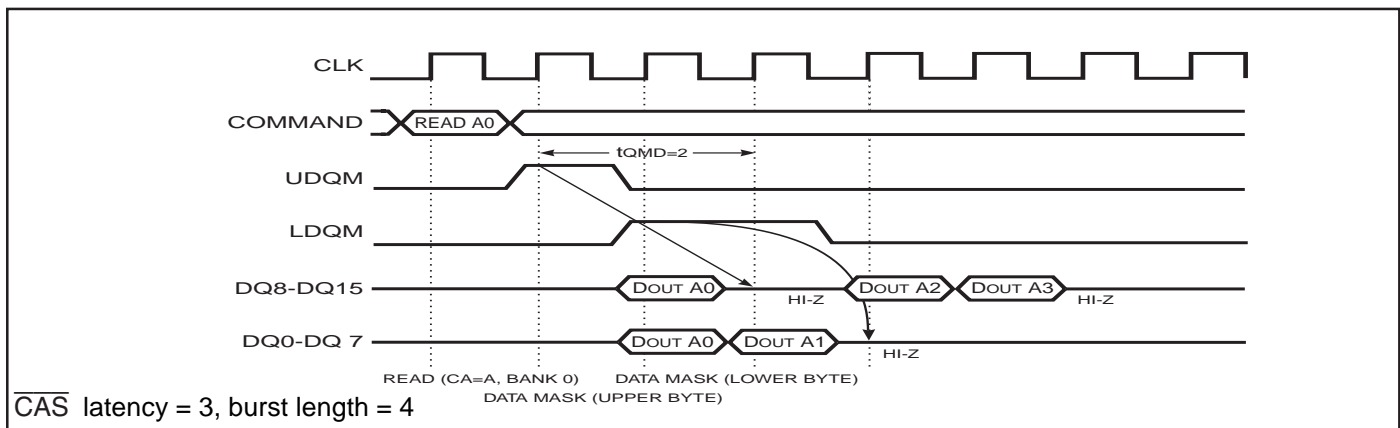 CLK
COMMAND READ A0
tQMD=2
UDQM
LDQM
DQ8-DQ15 DOUT A0 HI-Z DOUT A2 DOUT A3 HI-Z
DQ0-DQ 7 DOUT A0 DOUT A1 HI-Z
READ (CA=A, BANK 0) DATA MASK (LOWER BYTE)
DATA MASK (UPPER BYTE)
CAS latency = 3, burst length = 4